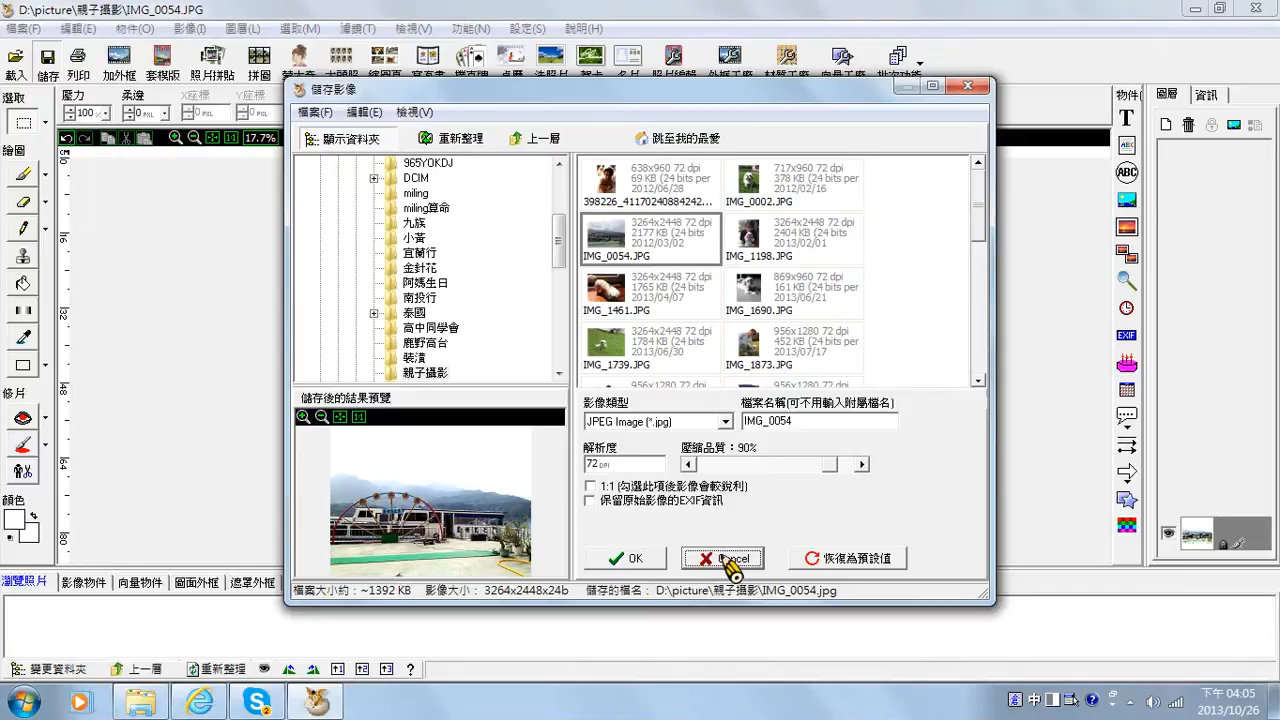 D:\picture\親子攝影\IMG_0054.JPG
檔案(F) 編輯(E) 物件(O) 影像(I) 圖層(L) 選取(M) 濾鏡(T) 檢視(V) 功能(N) 設定(S) 說明(H)
載入 儲存 列印 加外框 套模版 照片拼貼 拼圖
選取 壓力 柔邊 X座標 Y座標
100 0 PXL 0 PXL 0 PXL
17.7%
繪圖
修片
顏色
儲存影像
檔案(F) 編輯(E) 檢視(V)
顯示資料夾 重新整理 上一層 跳至我的最愛
965YOKDJ
DCIM
miling
miling算命
九族
小黃
宜蘭行
金針花
阿媽生日
南投行
泰國
高中同學會
鹿野高台
裝潢
親子攝影
638x960 72 dpi
69 KB (24 bits per
2012/06/28
398226_41170240884242...
717x960 72 dpi
378 KB (24 bits per
2012/02/16
IMG_0002.JPG
3264x2448 72 dpi
2177 KB (24 bits
2012/03/02
IMG_0054.JPG
3264x2448 72 dpi
2404 KB (24 bits
2013/02/01
IMG_1198.JPG
3264x2448 72 dpi
1765 KB (24 bits
2013/04/07
IMG_1461.JPG
869x960 72 dpi
161 KB (24 bits per
2013/06/21
IMG_1690.JPG
3264x2448 72 dpi
1784 KB (24 bits
2013/06/30
IMG_1739.JPG
956x1280 72 dpi
452 KB (24 bits per
2013/07/17
IMG_1873.JPG
儲存後的結果預覽
影像類型 檔案名稱(可不用輸入附屬檔名)
JPEG Image (*.jpg) IMG_0054
解析度 壓縮品質：90%
72 DPI
1:1 (勾選此項後影像會較銳利)
保留原始影像的EXIF資訊
OK Cancel 恢復為預設值
檔案大小約：~1392 KB 影像大小：3264x2448x24b 儲存的檔名：D:\picture\親子攝影\IMG_0054.jpg
物件
T
ABC
ABC
EXIF
圖層 資訊
瀏覽照片 影像物件 向量物件 圖面外框 遮罩外框
變更資料夾 上一層 重新整理
中
下午 04:05
2013/10/26